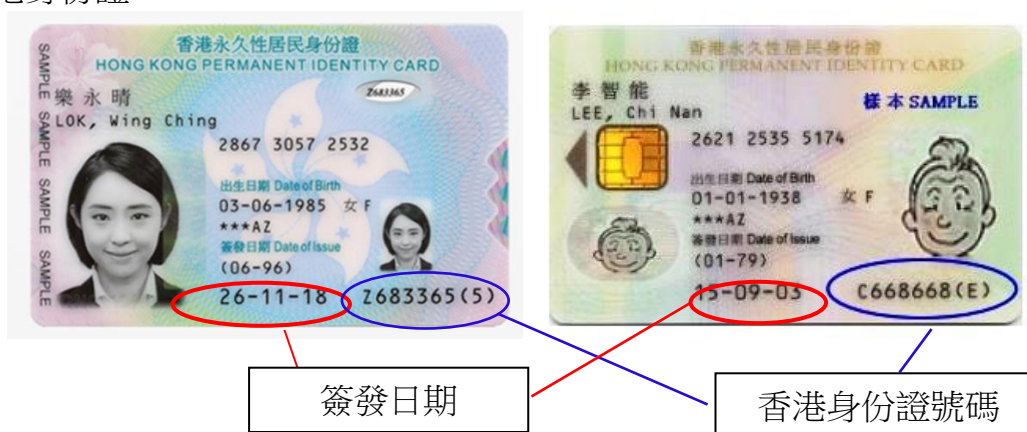 香港永久性居民身份證
HONG KONG PERMANENT IDENTITY CARD
樂永晴
LOK, Wing Ching
Z683365
2867 3057 2532
出生日期 Date of Birth
03-06-1985 女 F
***AZ
簽發日期 Date of Issue
(06-96)
26-11-18 Z683365(5)
SAMPLE SAMPLE SAMPLE SAMPLE SAMPLE
香港永久性居民身份證
HONG KONG PERMANENT IDENTITY CARD
李智能
LEE, Chi Nan
樣本 SAMPLE
2621 2535 5174
出生日期 Date of Birth
01-01-1938 女 F
***AZ
簽發日期 Date of Issue
(01-79)
15-09-03 C668668(E)
簽發日期
香港身份證號碼